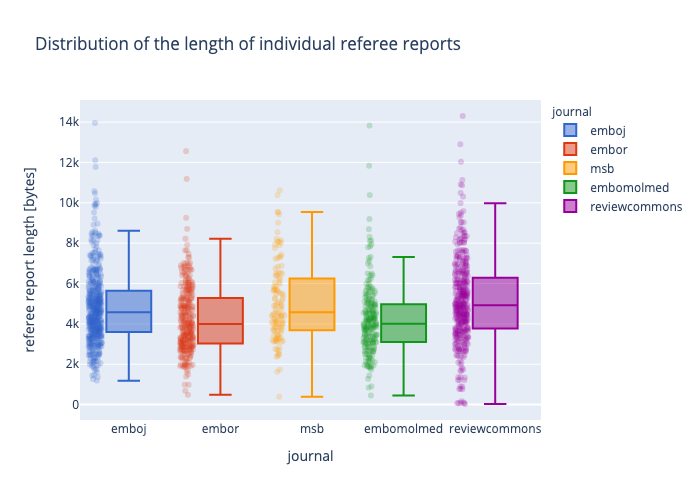 Distribution of the length of individual referee reports
journal
emboj
embor
msb
embomolmed
reviewcommons
14k
12k
10k
8k
6k
4k
2k
0
referee report length [bytes]
emboj embor msb embomolmed reviewcommons
journal